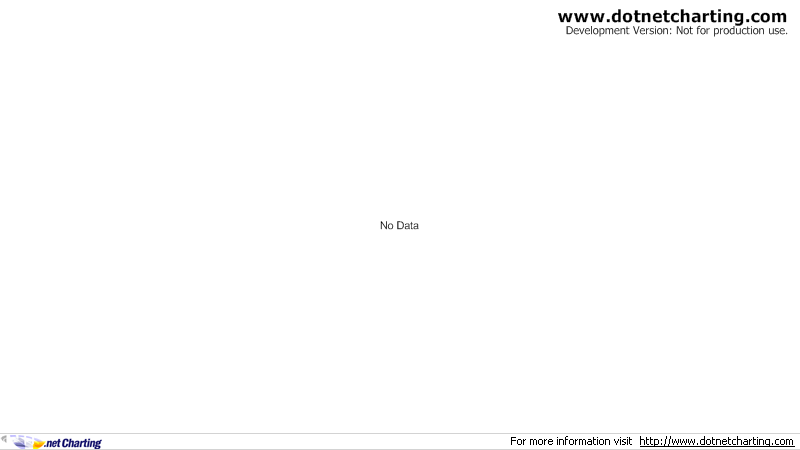 www.dotnetcharting.com
Development Version: Not for production use.
No Data
.net Charting
For more information visit http://www.dotnetcharting.com